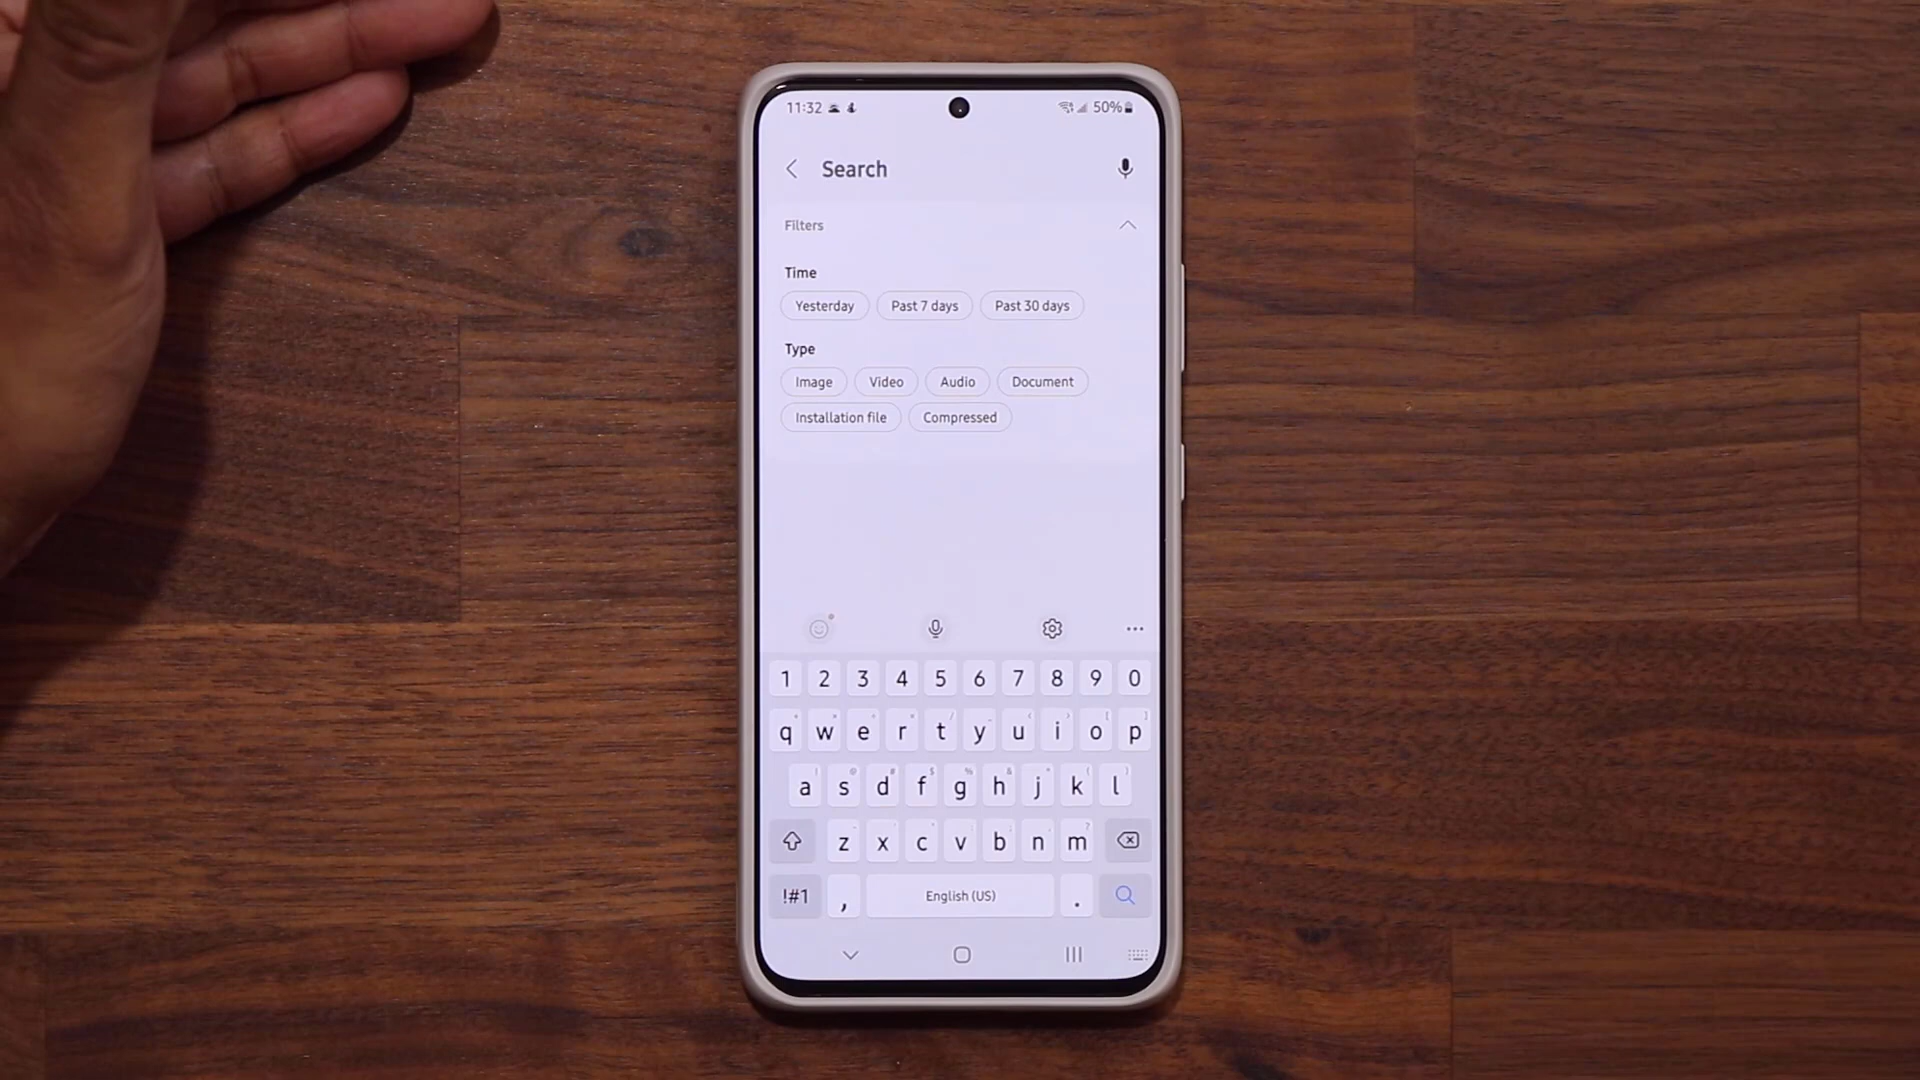 11:32 50%
Search
Filters
Time
Yesterday Past 7 days Past 30 days
Type
Image Video Audio Document
Installation file Compressed
1 2 3 4 5 6 7 8 9 0
q w e r t y u i o p
a s d f g h j k l
z x c v b n m
!#1 , English (US) .